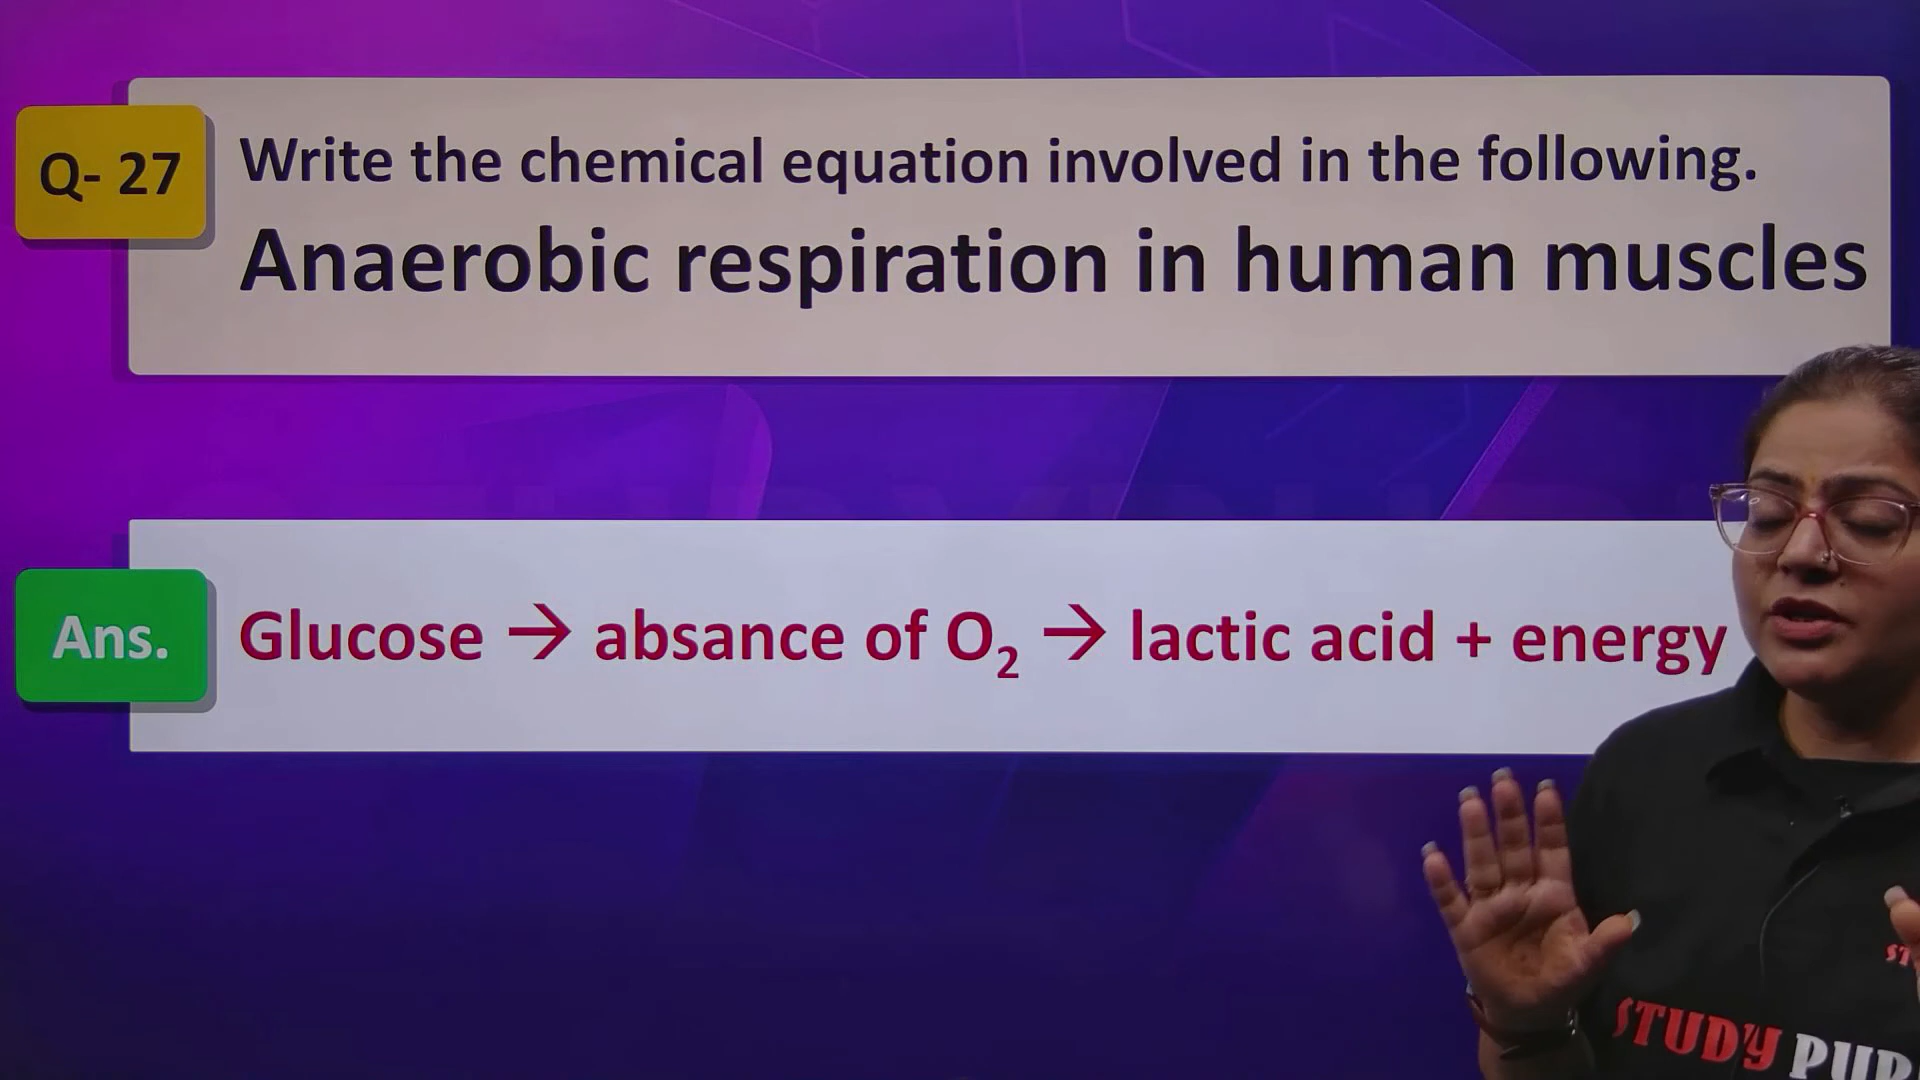 Q- 27
Write the chemical equation involved in the following.
Anaerobic respiration in human muscles
Ans.
Glucose → absance of O₂ → lactic acid + energy
STUDY